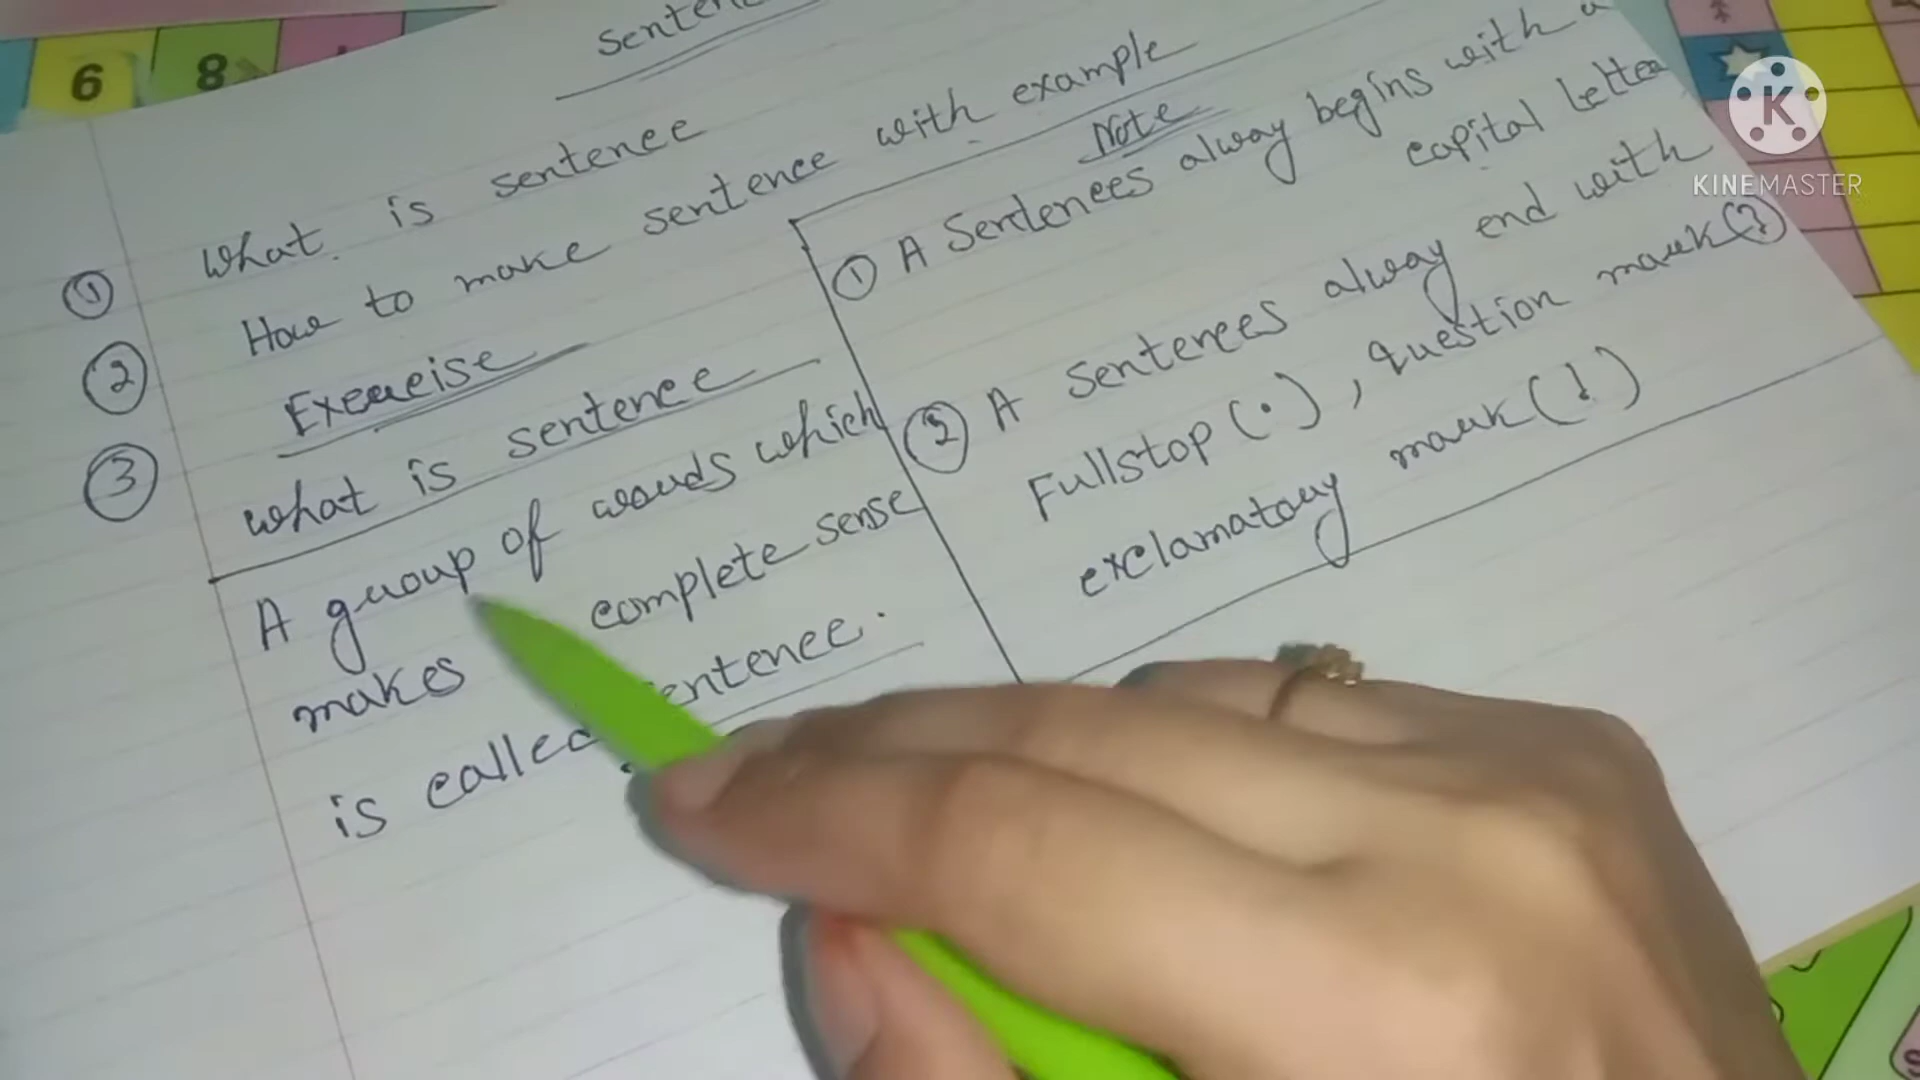 6 8
① What is sentence
② How to make sentence with example
③ Exercise
What is sentence
A group of words which
makes complete sense
is called sentence.
Note
① A Sentences alway begins with a
capital letter
② A Sentences alway end with
Fullstop (.), question mark (?)
exclamatory mark (!)
KINEMASTER